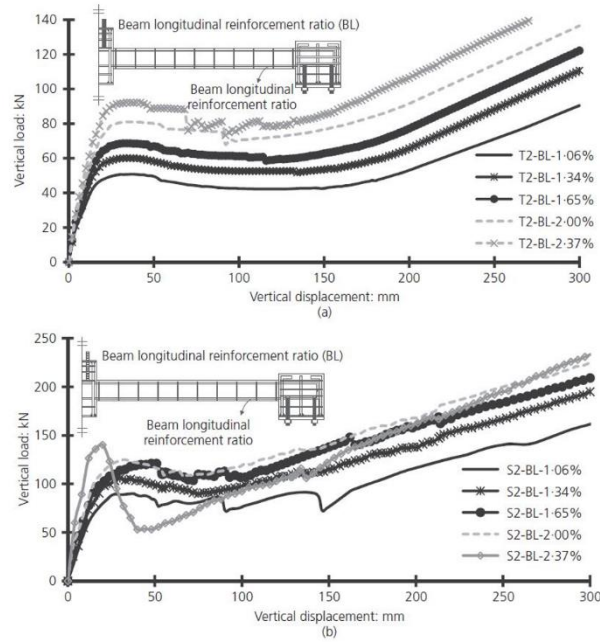 140
120
100
80
60
40
20
0
Vertical load: kN
Beam longitudinal reinforcement ratio (BL)
Beam longitudinal
reinforcement ratio
T2-BL-1·06%
T2-BL-1·34%
T2-BL-1·65%
T2-BL-2·00%
T2-BL-2·37%
0 50 100 150 200 250 300
Vertical displacement: mm
(a)
250
200
150
100
50
0
Vertical load: kN
Beam longitudinal reinforcement ratio (BL)
Beam longitudinal
reinforcement ratio
S2-BL-1·06%
S2-BL-1·34%
S2-BL-1·65%
S2-BL-2·00%
S2-BL-2·37%
0 50 100 150 200 250 300
Vertical displacement: mm
(b)